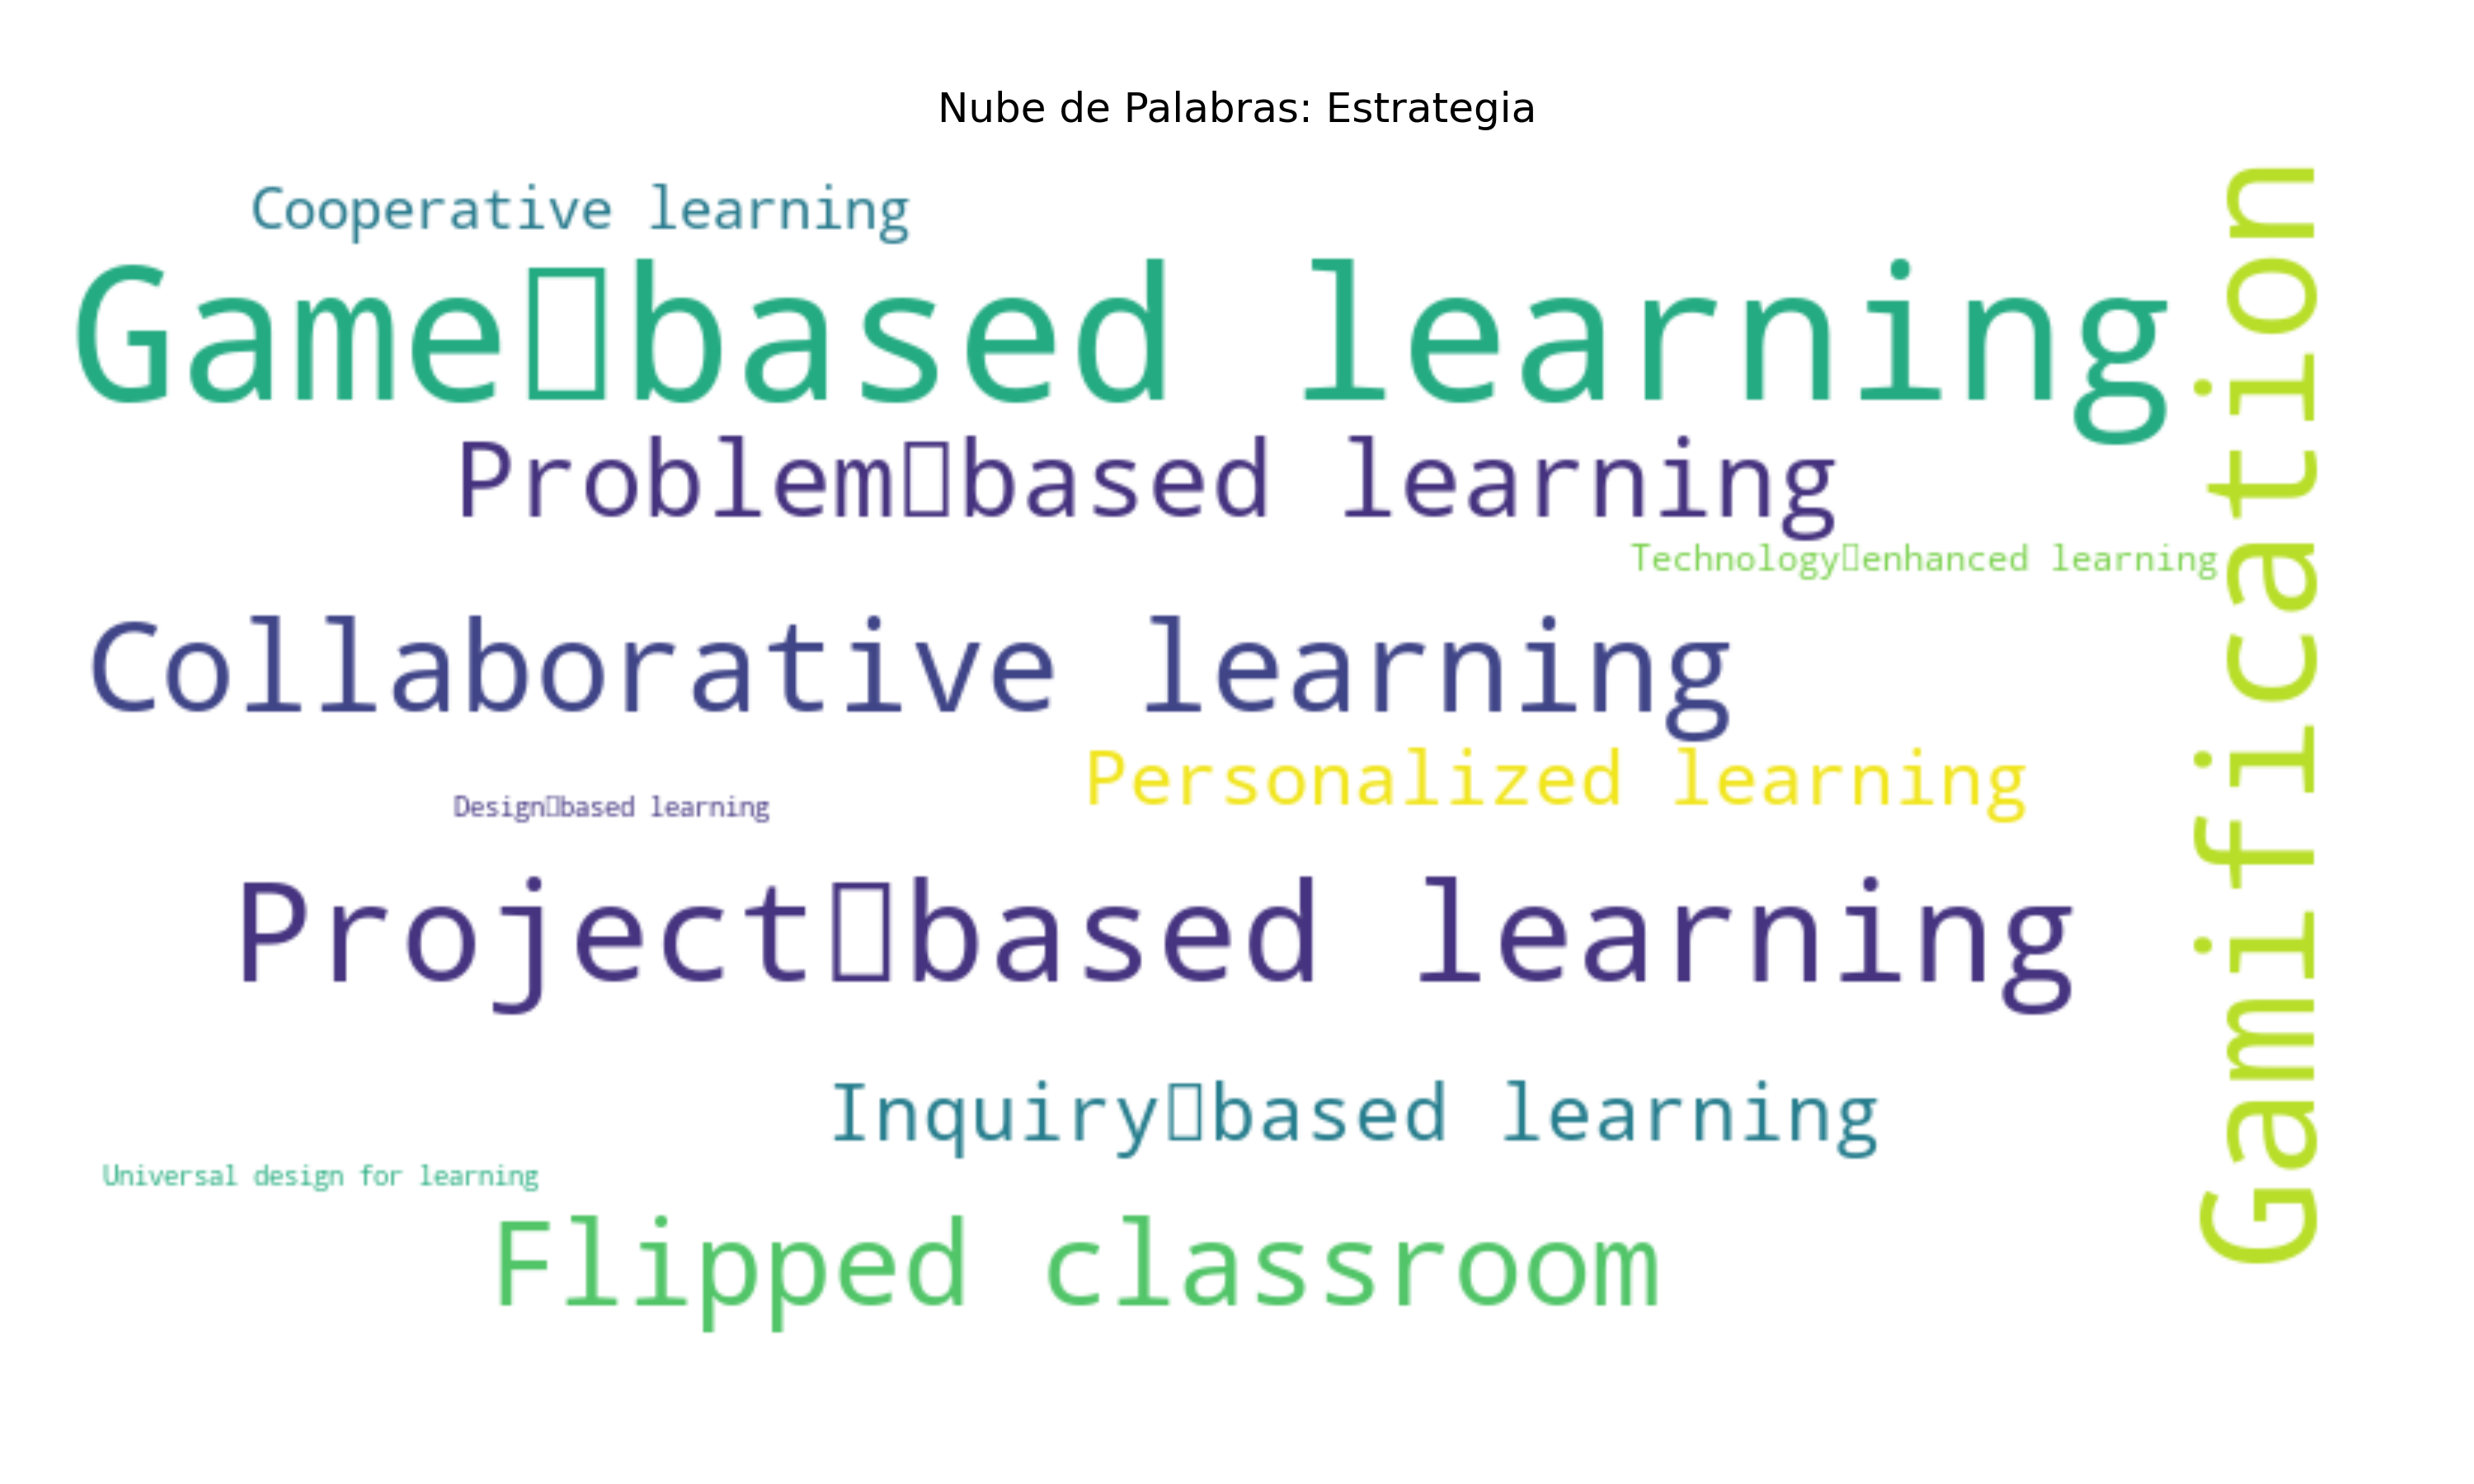 Nube de Palabras: Estrategia
Cooperative learning
Game▯based learning
Problem▯based learning
Technology▯enhanced learning
Collaborative learning
Personalized learning
Design▯based learning
Project▯based learning
Inquiry▯based learning
Universal design for learning
Flipped classroom
Gamification